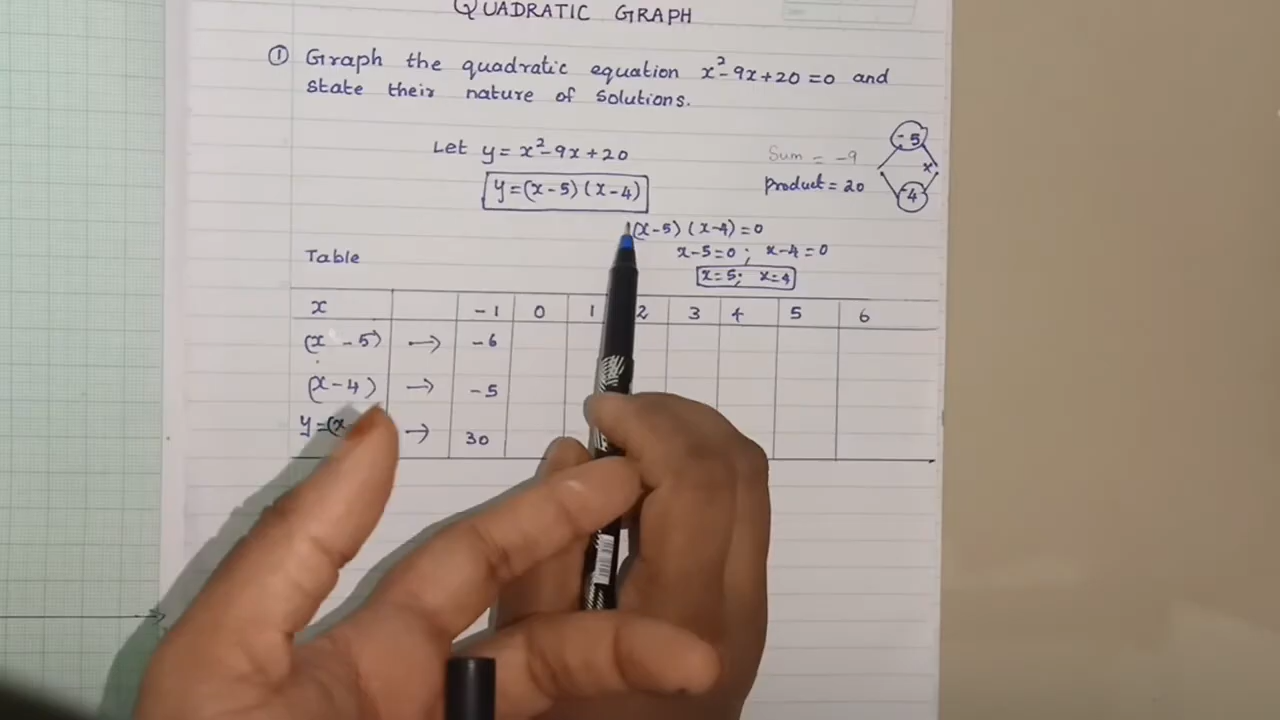 QUADRATIC GRAPH
① Graph the quadratic equation x²-9x+20=0 and
state their nature of solutions.
Let y=x²-9x+20
y=(x-5)(x-4)
Sum = -9
product=20
-5
x
-4
(x-5)(x-4)=0
x-5=0; x-4=0
x=5; x=4
Table
x -1 0 1 2 3 4 5 6
(x-5) → -6
(x-4) → -5
y=(x → 30